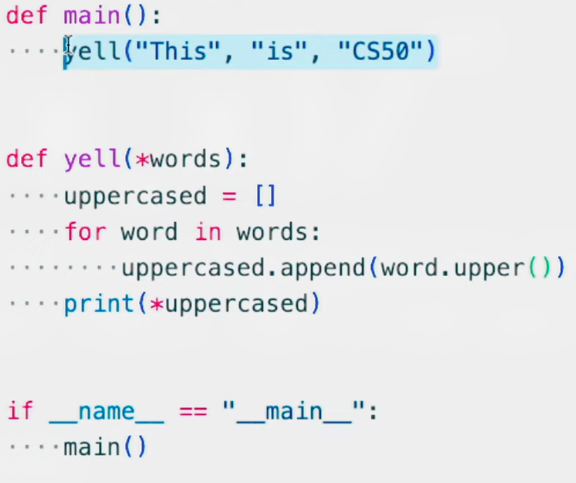 def main():
    yell("This", "is", "CS50")
def yell(*words):
    uppercased = []
    for word in words:
        uppercased.append(word.upper())
    print(*uppercased)
if __name__ == "__main__":
    main()